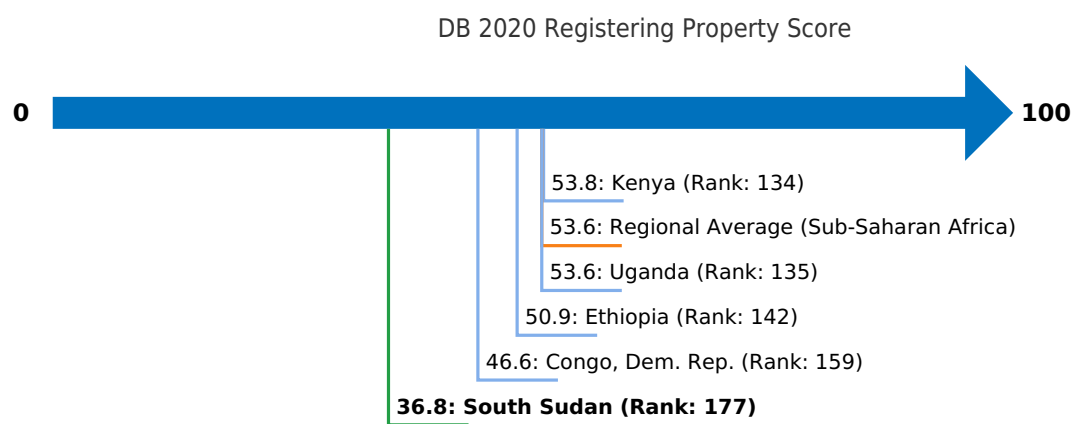 DB 2020 Registering Property Score
0
100
53.8: Kenya (Rank: 134)
53.6: Regional Average (Sub-Saharan Africa)
53.6: Uganda (Rank: 135)
50.9: Ethiopia (Rank: 142)
46.6: Congo, Dem. Rep. (Rank: 159)
36.8: South Sudan (Rank: 177)